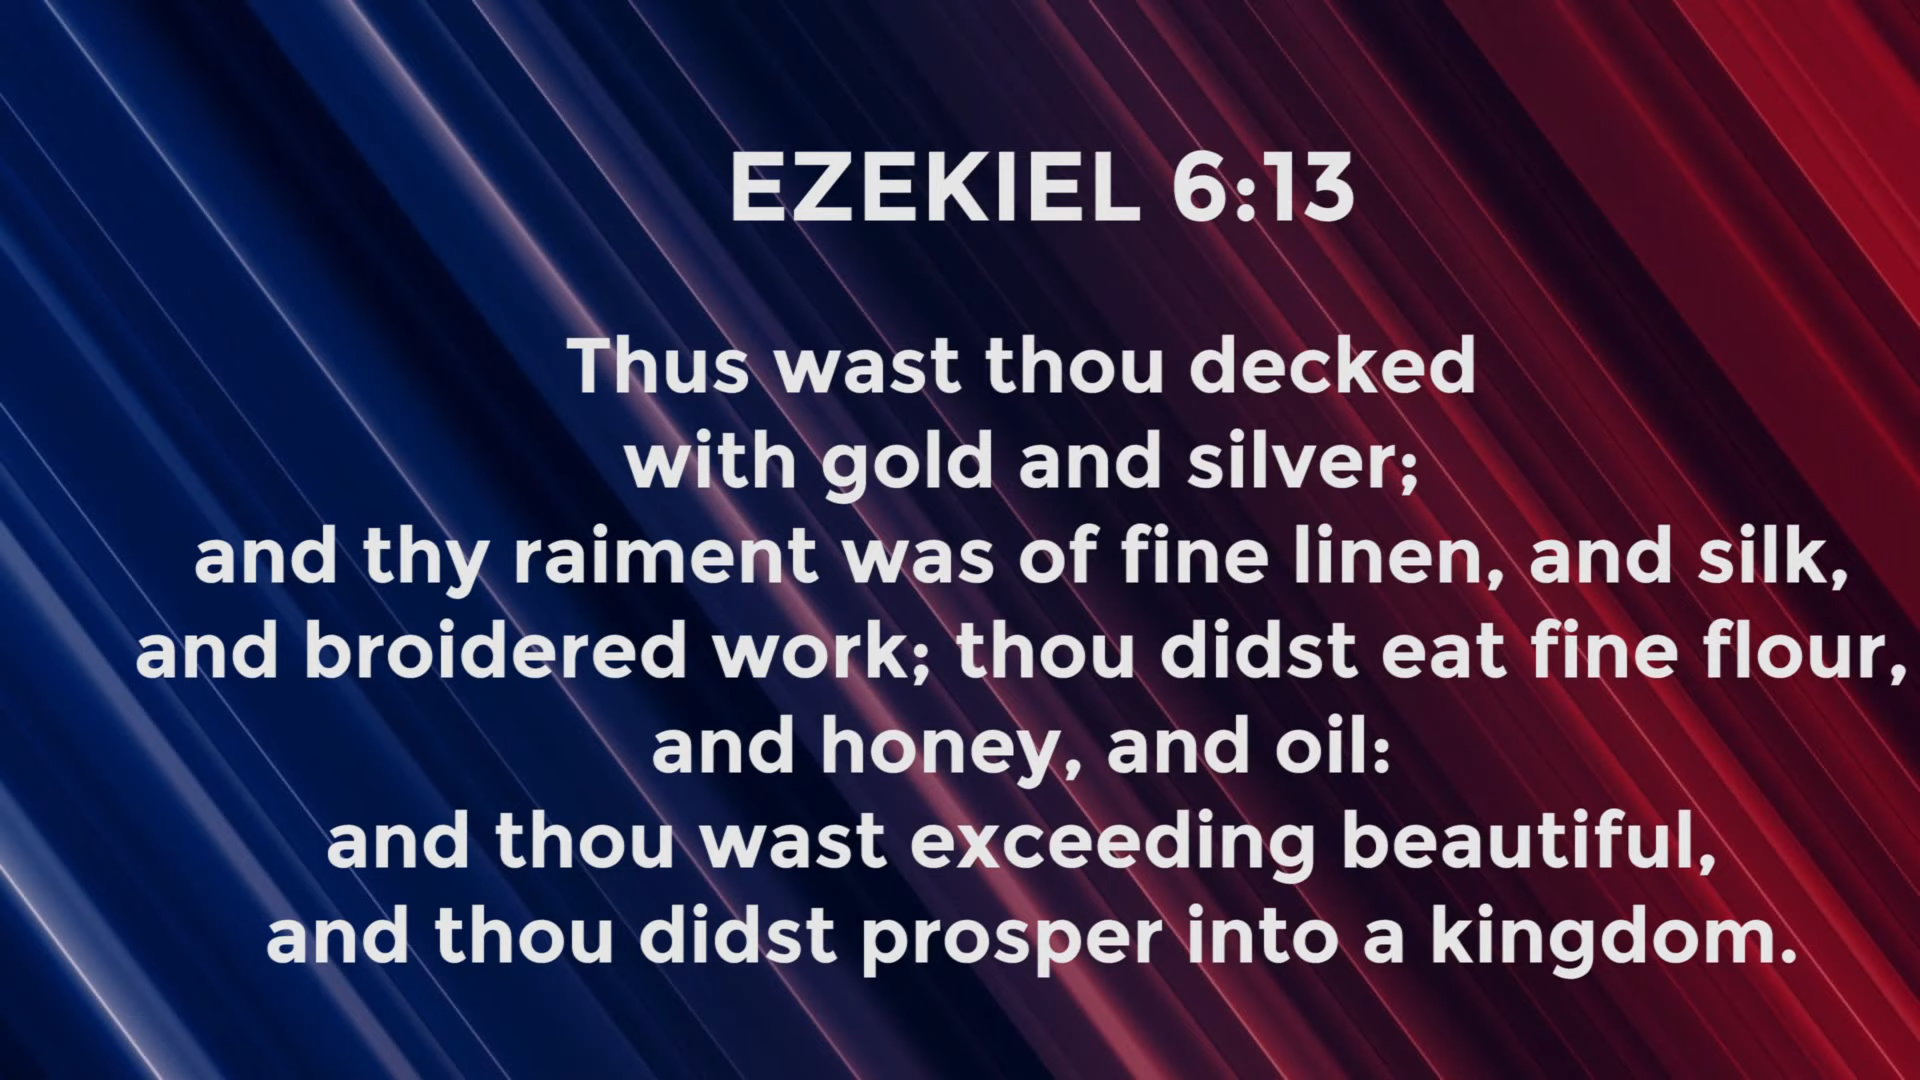 EZEKIEL 6:13
Thus wast thou decked
with gold and silver;
and thy raiment was of fine linen, and silk,
and broidered work; thou didst eat fine flour,
and honey, and oil:
and thou wast exceeding beautiful,
and thou didst prosper into a kingdom.